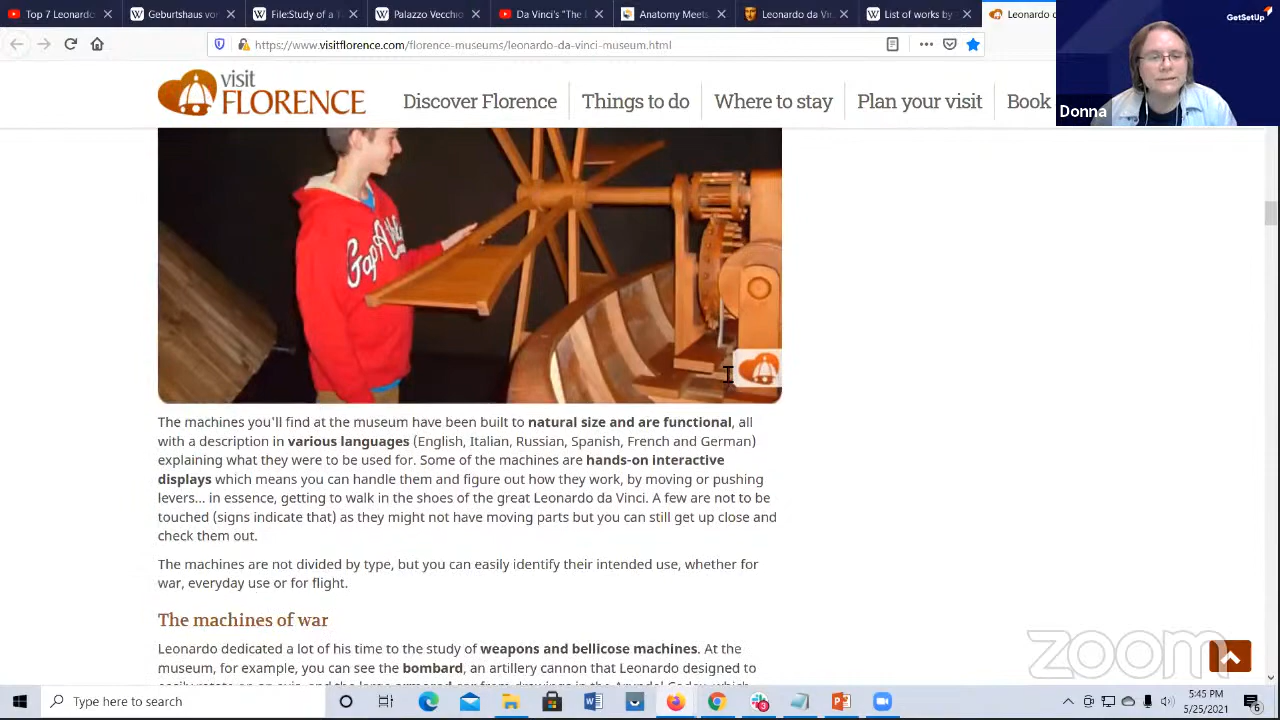 Top 7 Leonardo
Geburtshaus vo
File:Plan of a
Palazzo Vecchio
Da Vinci's "The
Anatomy Meets
Leonardo da Vi
List of works by
Leonardo
GetSetUp
https://www.visitflorence.com/florence-museums/leonardo-da-vinci-museum.html
visit
FLORENCE
Discover Florence
Things to do
Where to stay
Plan your visit
Book
Donna
Gap Athl
The machines you'll find at the museum have been built to natural size and are functional, all
with a description in various languages (English, Italian, Russian, Spanish, French and German)
explaining what they were to be used for. Some of the machines are hands-on interactive
displays which means you can handle them and figure out how they work, by moving or pushing
levers... in essence, getting to walk in the shoes of the great Leonardo da Vinci. A few are not to be
touched (signs indicate that) as they might not have moving parts but you can still get up close and
check them out.
The machines are not divided by type, but you can easily identify their intended use, whether for
war, everyday use or for flight.
The machines of war
Leonardo dedicated a lot of his time to the study of weapons and bellicose machines. At the
museum, for example, you can see the bombard, an artillery cannon that Leonardo designed to
zoom
Type here to search
5:45 PM
5/25/2021
6